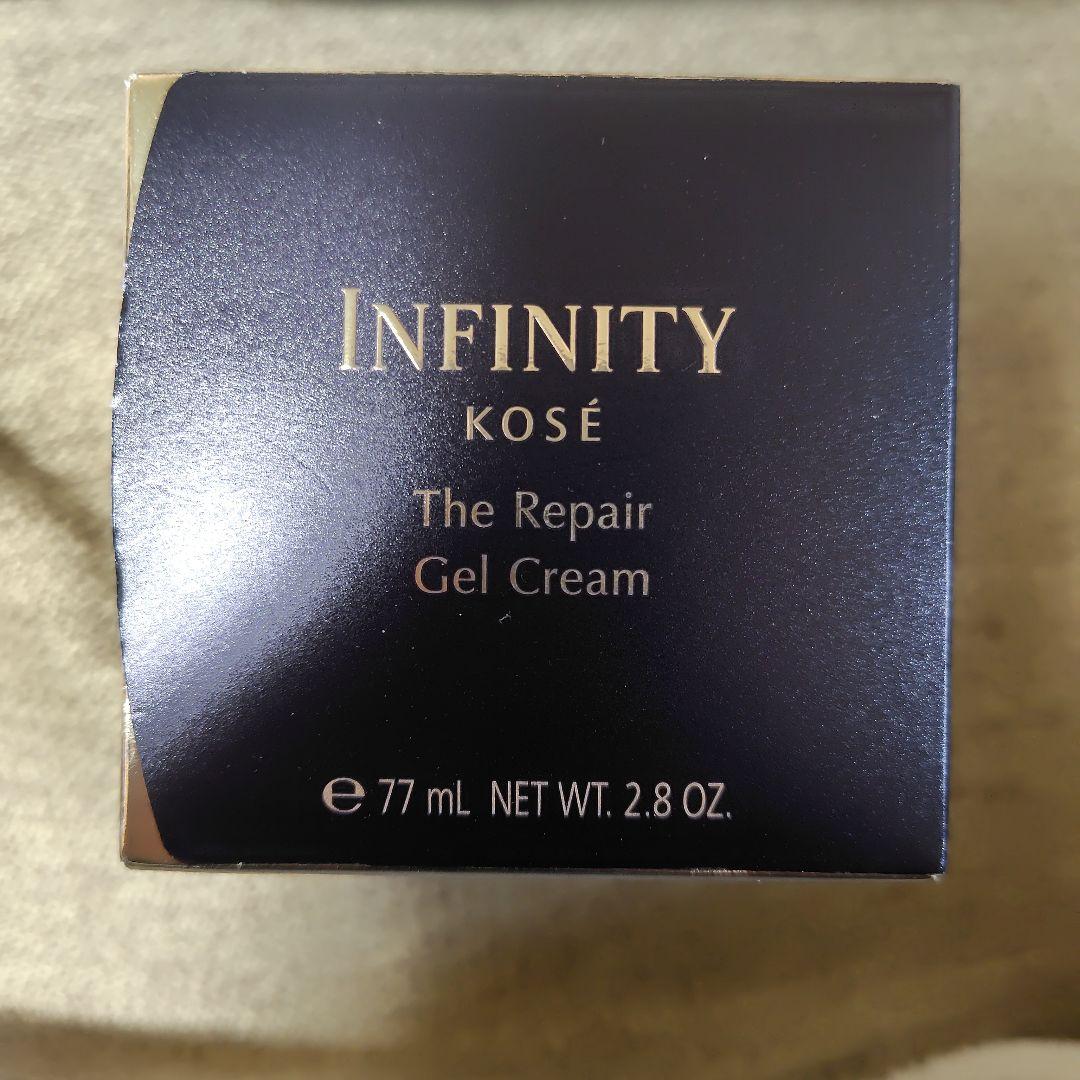 INFINITY
KOSÉ
The Repair
Gel Cream
℮ 77 mL NET WT. 2.8 OZ.